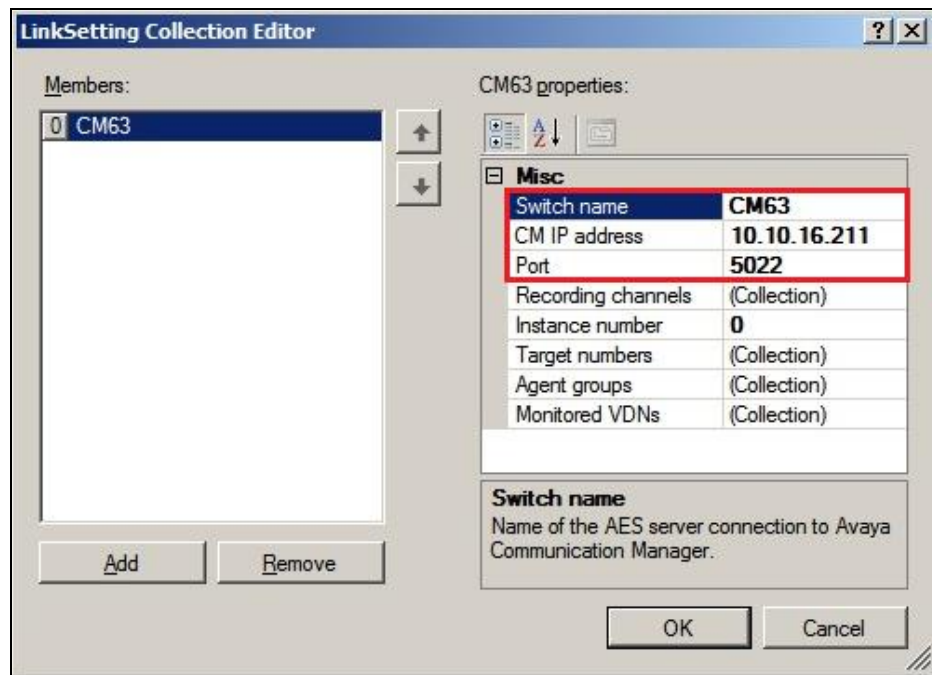 LinkSetting Collection Editor
Members:
0 CM63
Add
Remove
CM63 properties:
Misc
Switch name CM63
CM IP address 10.10.16.211
Port 5022
Recording channels (Collection)
Instance number 0
Target numbers (Collection)
Agent groups (Collection)
Monitored VDNs (Collection)
Switch name
Name of the AES server connection to Avaya
Communication Manager.
OK
Cancel